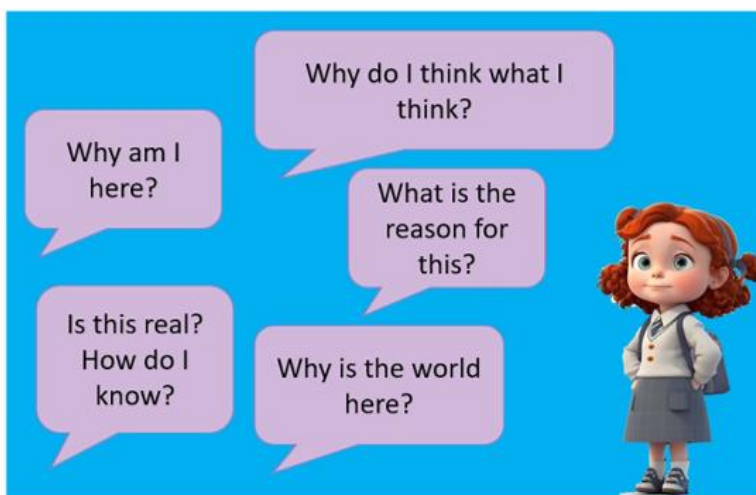 Why do I think what I
think?
Why am I
here?
What is the
reason for
this?
Is this real?
How do I
know?
Why is the world
here?